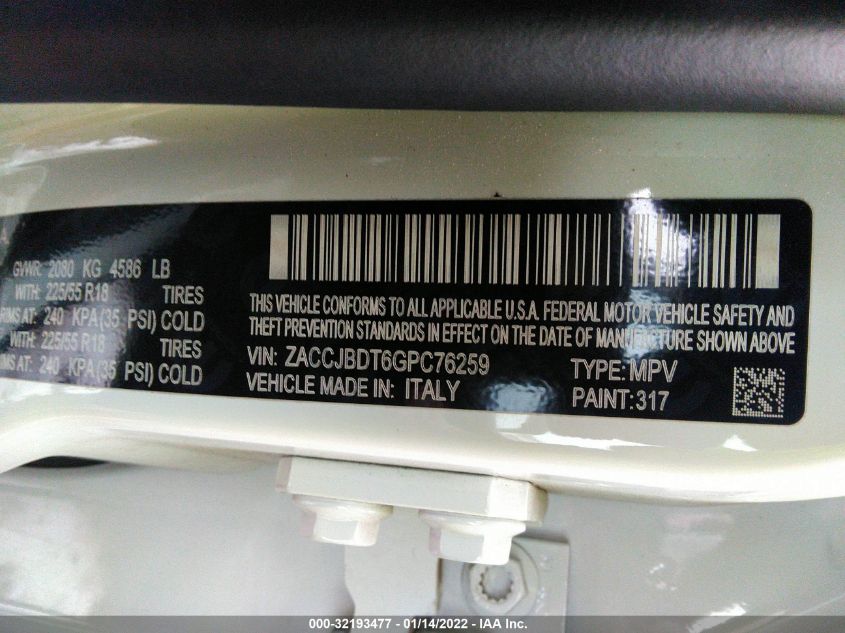 GVWR: 2080 KG 4586 LB
WITH: 225/55 R18 TIRES
RIMS AT: 240 KPA(35 PSI) COLD
WITH: 225/55 R18 TIRES
RIMS AT: 240 KPA(35 PSI) COLD
THIS VEHICLE CONFORMS TO ALL APPLICABLE U.S.A. FEDERAL MOTOR VEHICLE SAFETY AND
THEFT PREVENTION STANDARDS IN EFFECT ON THE DATE OF MANUFACTURE SHOWN ABOVE
VIN: ZACCJBDT6GPC76259 TYPE: MPV
VEHICLE MADE IN ITALY PAINT: 317
000-32193477 - 01/14/2022 - IAA Inc.